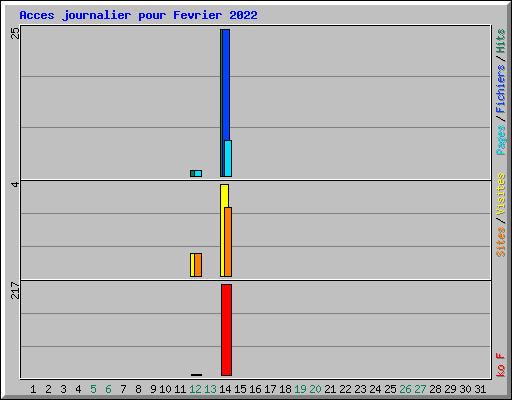 Acces journalier pour Fevrier 2022
25
4
217
Pages/Fichiers/Hits
Sites/Visites
ko F
1 2 3 4 5 6 7 8 9 10 11 12 13 14 15 16 17 18 19 20 21 22 23 24 25 26 27 28 29 30 31